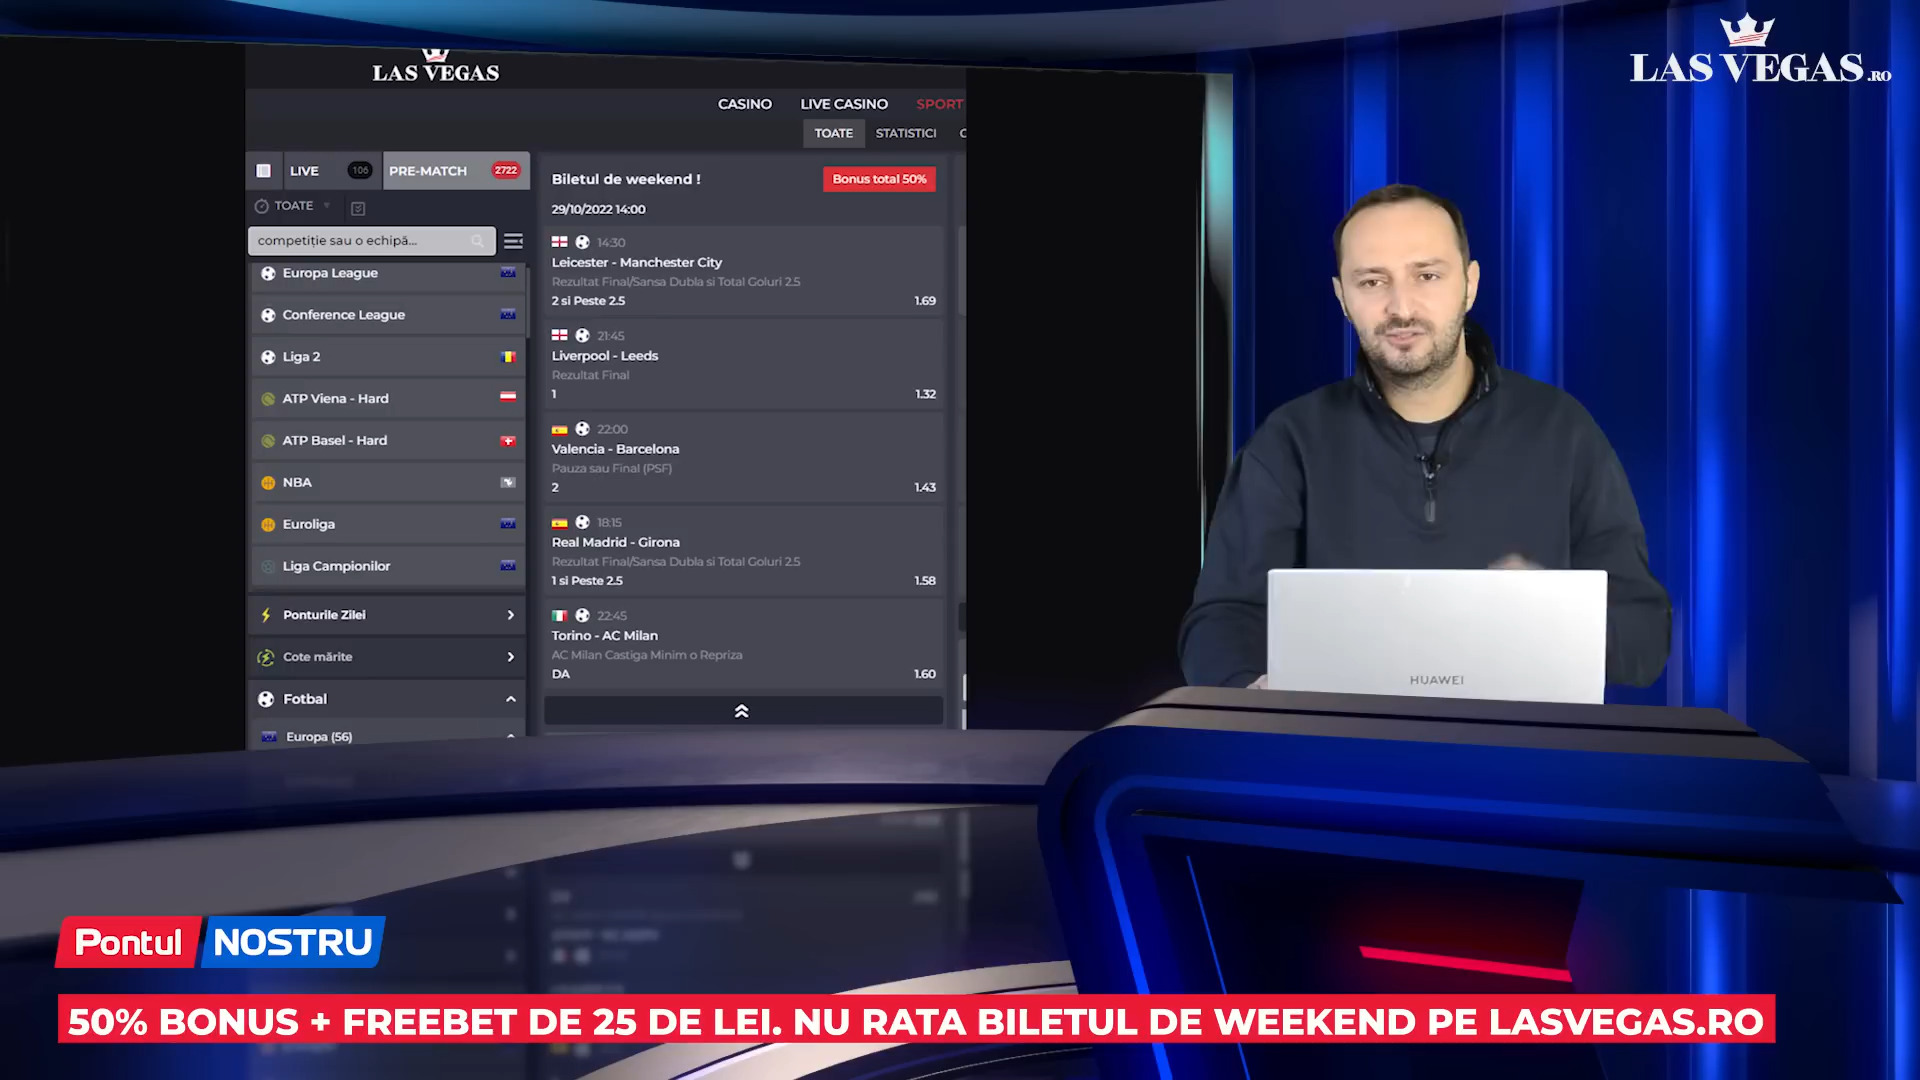 LAS VEGAS
LAS VEGAS.RO
CASINO LIVE CASINO SPORT
TOATE STATISTICI
LIVE 106 PRE-MATCH 2722
TOATE
competiție sau o echipă...
Europa League
Conference League
Liga 2
ATP Viena - Hard
ATP Basel - Hard
NBA
Euroliga
Liga Campionilor
Ponturile Zilei
Cote mărite
Fotbal
Europa (56)
Biletul de weekend !
Bonus total 50%
29/10/2022 14:00
14:30
Leicester - Manchester City
Rezultat Final/Sansa Dubla si Total Goluri 2.5
2 si Peste 2.5 1.69
21:45
Liverpool - Leeds
Rezultat Final
1 1.32
22:00
Valencia - Barcelona
Pauza sau Final (PSF)
2 1.43
18:15
Real Madrid - Girona
Rezultat Final/Sansa Dubla si Total Goluri 2.5
1 si Peste 2.5 1.58
22:45
Torino - AC Milan
AC Milan Castiga Minim o Repriza
DA 1.60
HUAWEI
Pontul NOSTRU
50% BONUS + FREEBET DE 25 DE LEI. NU RATA BILETUL DE WEEKEND PE LASVEGAS.RO